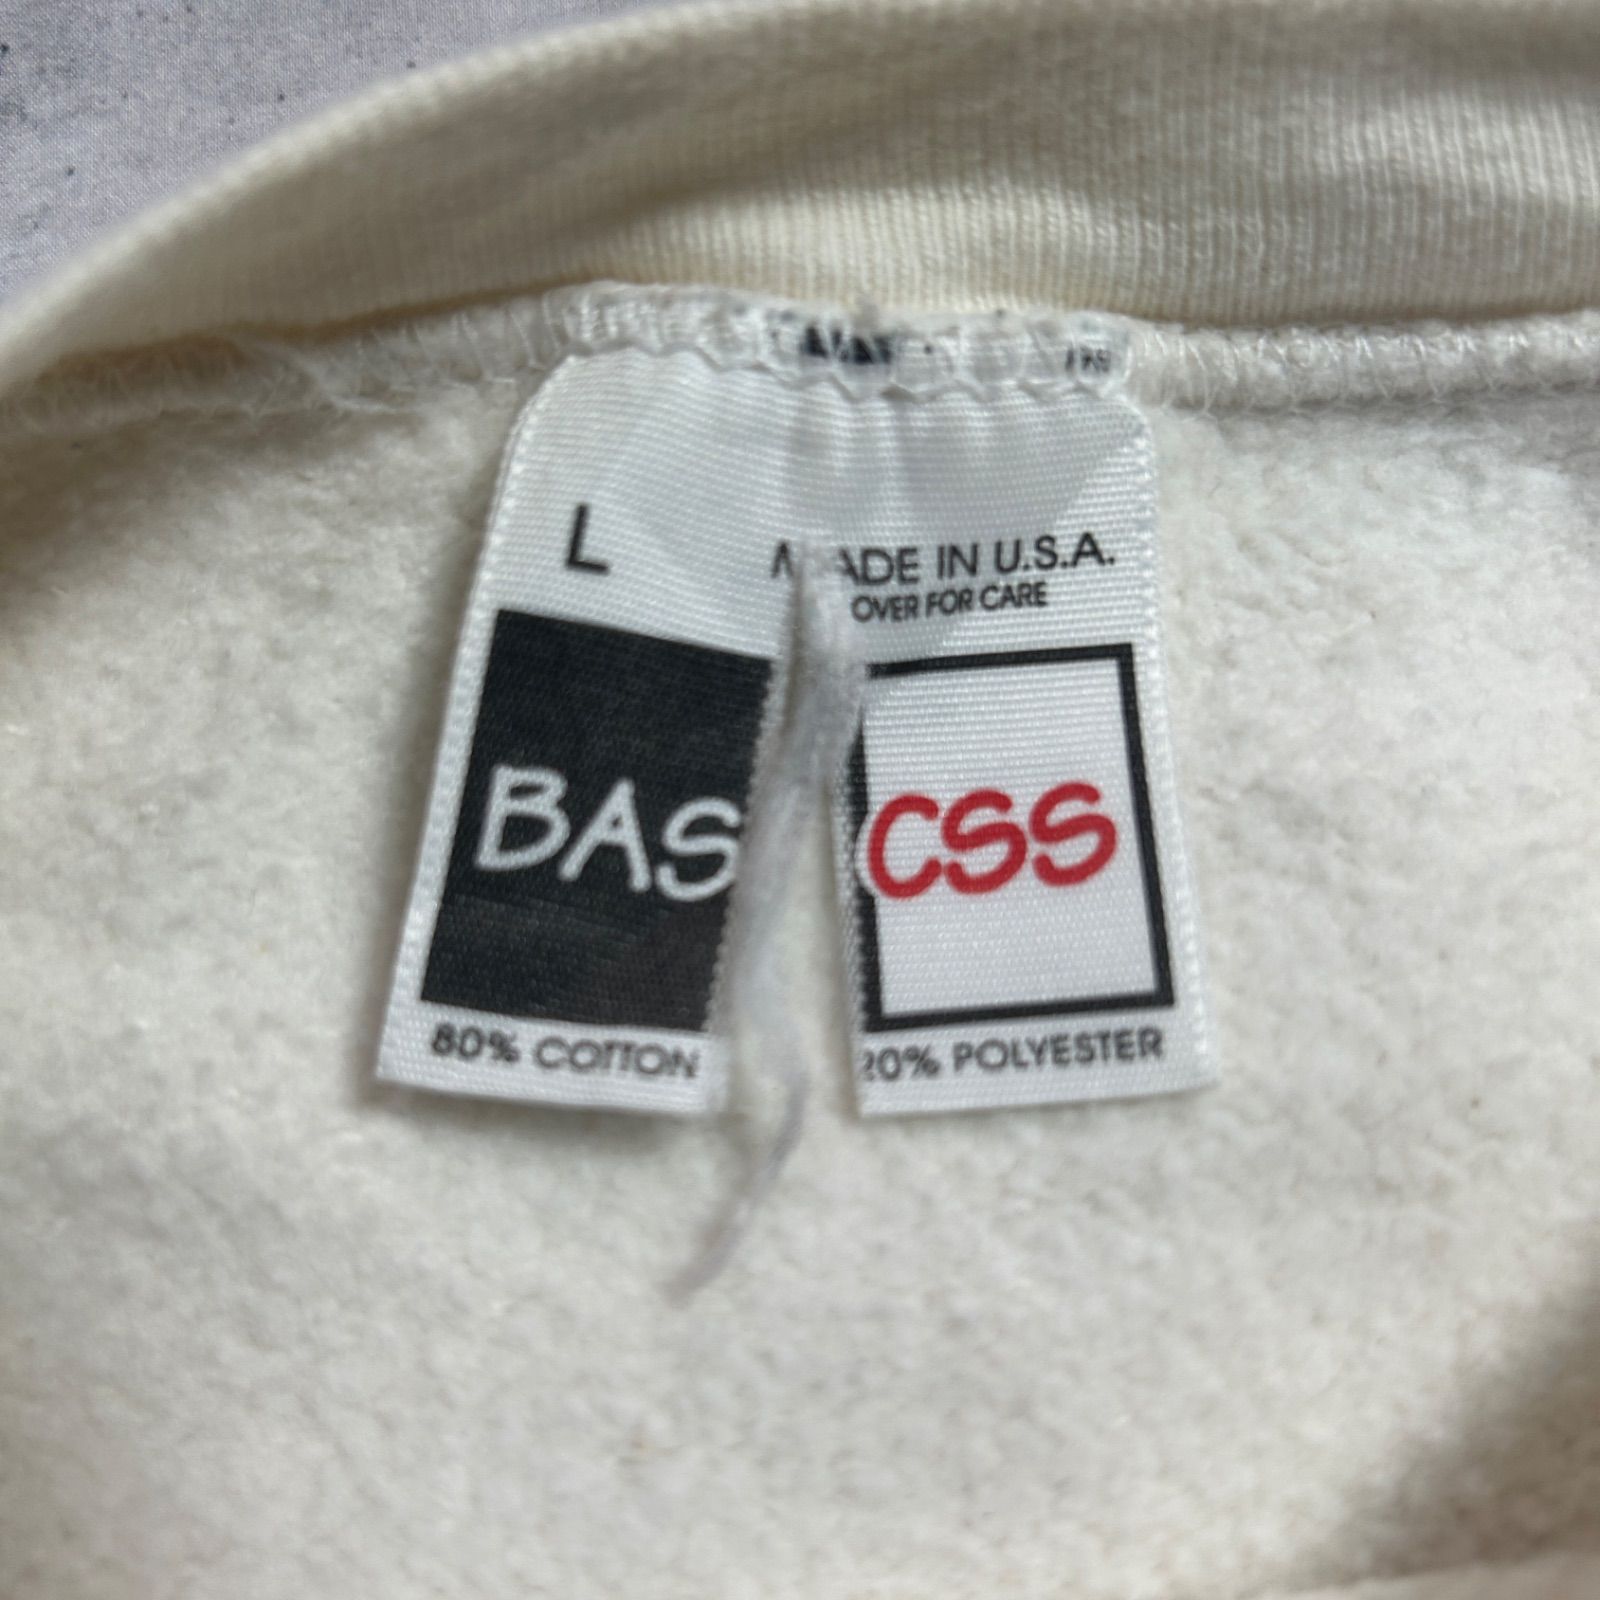 L
MADE IN U.S.A.
OVER FOR CARE
BAS CSS
80% COTTON 20% POLYESTER